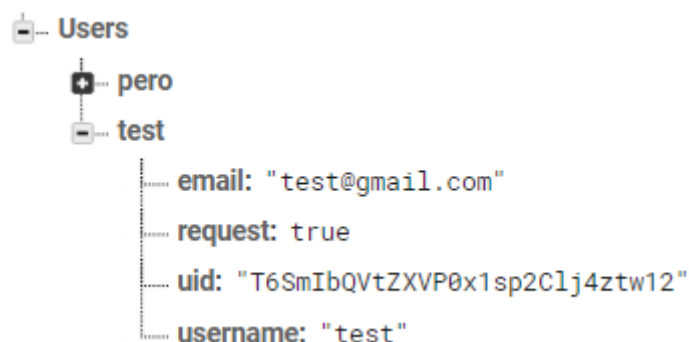 Users
pero
test
email: "test@gmail.com"
request: true
uid: "T6SmIbQVtZXVP0x1sp2Clj4ztw12"
username: "test"